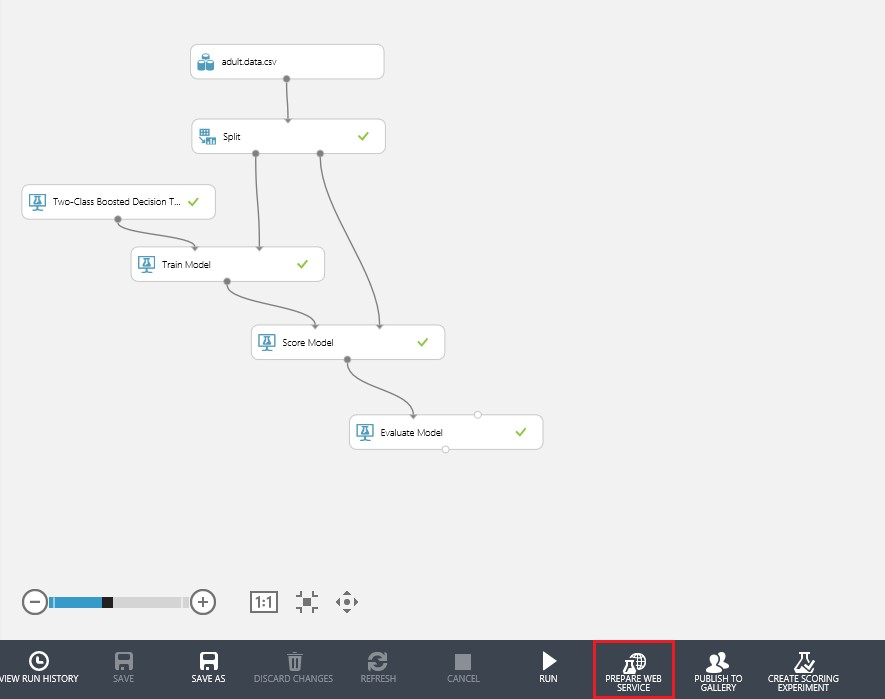 adult.data.csv
Split
Two-Class Boosted Decision T...
Train Model
Score Model
Evaluate Model
1:1
VIEW RUN HISTORY
SAVE
SAVE AS
DISCARD CHANGES
REFRESH
CANCEL
RUN
PREPARE WEB
SERVICE
PUBLISH TO
GALLERY
CREATE SCORING
EXPERIMENT